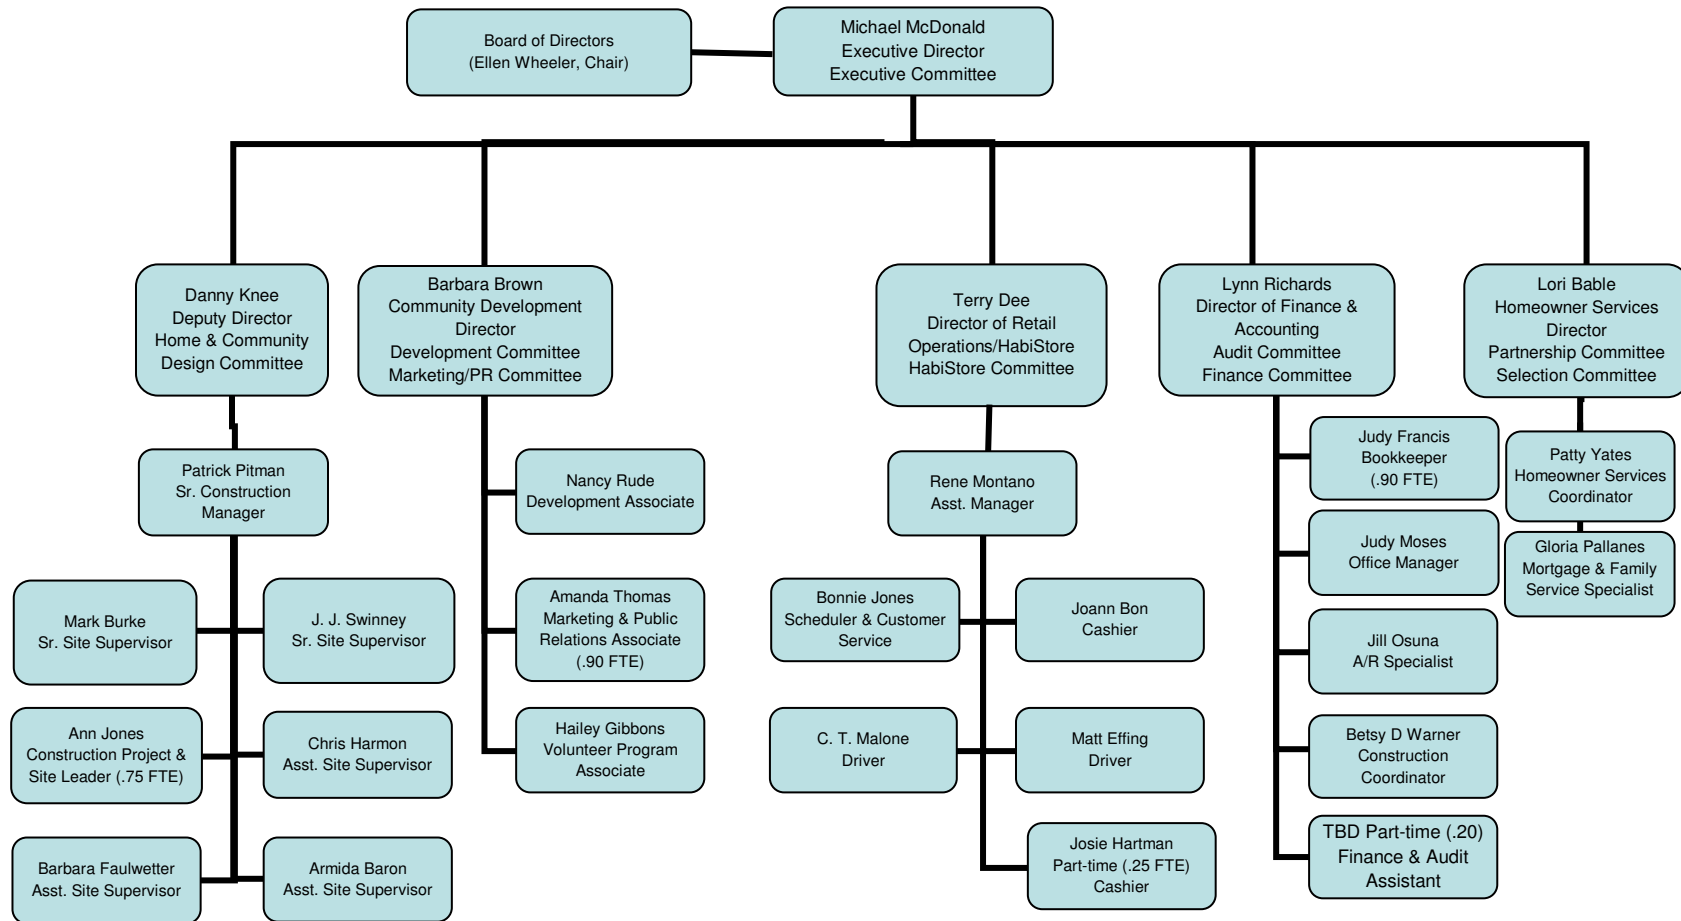 Board of Directors
(Ellen Wheeler, Chair)
Michael McDonald
Executive Director
Executive Committee
Danny Knee
Deputy Director
Home & Community
Design Committee
Barbara Brown
Community Development
Director
Development Committee
Marketing/PR Committee
Terry Dee
Director of Retail
Operations/HabiStore
HabiStore Committee
Lynn Richards
Director of Finance &
Accounting
Audit Committee
Finance Committee
Lori Bable
Homeowner Services
Director
Partnership Committee
Selection Committee
Patrick Pitman
Sr. Construction
Manager
Mark Burke
Sr. Site Supervisor
J. J. Swinney
Sr. Site Supervisor
Ann Jones
Construction Project &
Site Leader (.75 FTE)
Chris Harmon
Asst. Site Supervisor
Barbara Faulwetter
Asst. Site Supervisor
Armida Baron
Asst. Site Supervisor
Nancy Rude
Development Associate
Amanda Thomas
Marketing & Public
Relations Associate
(.90 FTE)
Hailey Gibbons
Volunteer Program
Associate
Rene Montano
Asst. Manager
Bonnie Jones
Scheduler & Customer
Service
Joann Bon
Cashier
C. T. Malone
Driver
Matt Effing
Driver
Josie Hartman
Part-time (.25 FTE)
Cashier
Judy Francis
Bookkeeper
(.90 FTE)
Judy Moses
Office Manager
Jill Osuna
A/R Specialist
Betsy D Warner
Construction
Coordinator
TBD Part-time (.20)
Finance & Audit
Assistant
Patty Yates
Homeowner Services
Coordinator
Gloria Pallanes
Mortgage & Family
Service Specialist